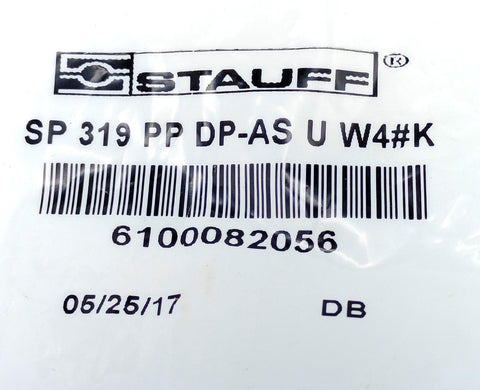 STAUFF®
SP 319 PP DP-AS U W4#K
6100082056
05/25/17 DB